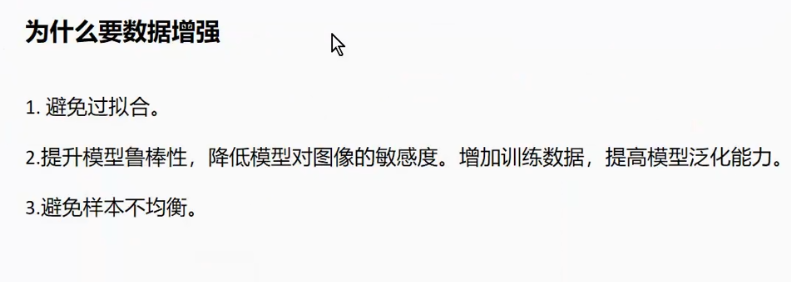 为什么要数据增强
1. 避免过拟合。
2.提升模型鲁棒性，降低模型对图像的敏感度。增加训练数据，提高模型泛化能力。
3.避免样本不均衡。